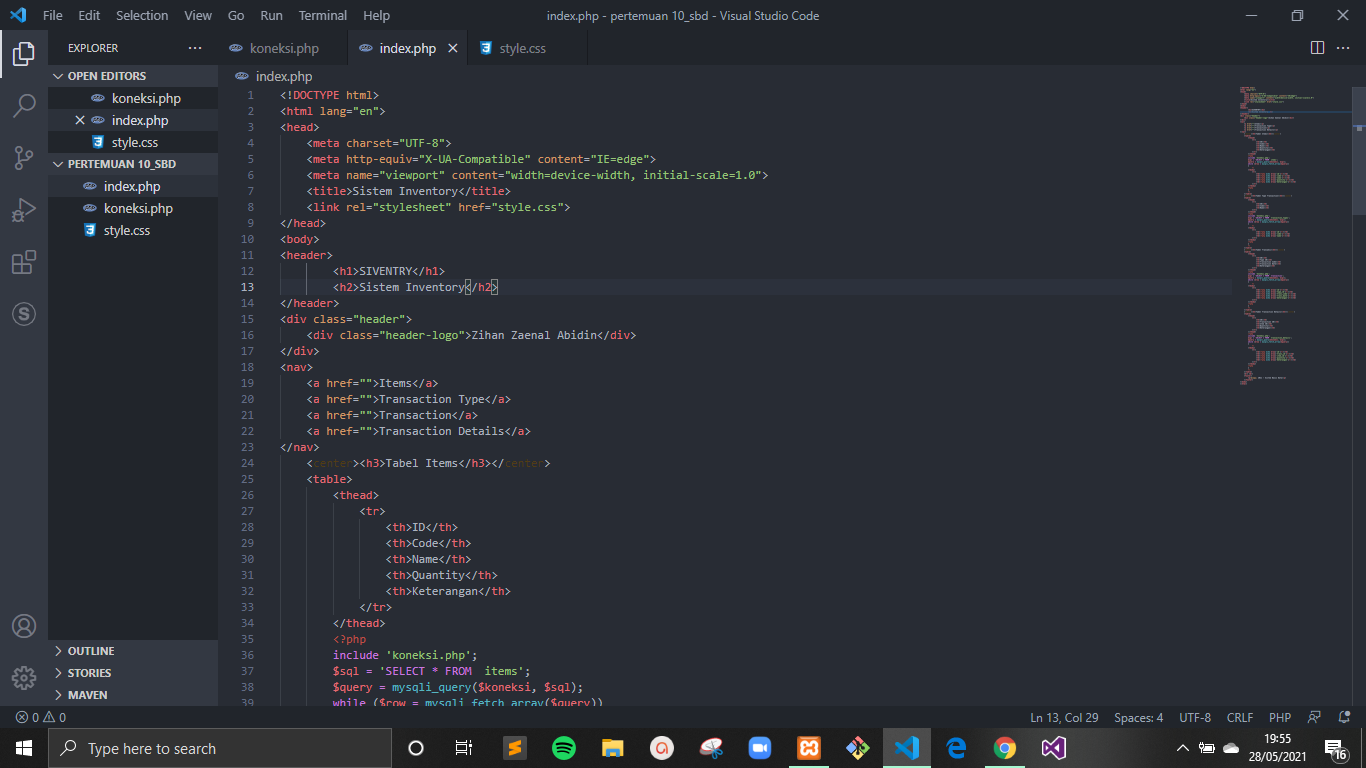 File Edit Selection View Go Run Terminal Help
index.php - pertemuan 10_sbd - Visual Studio Code
EXPLORER
OPEN EDITORS
koneksi.php
index.php
style.css
PERTEMUAN 10_SBD
index.php
koneksi.php
style.css
OUTLINE
STORIES
MAVEN
koneksi.php index.php style.css
index.php
1 <!DOCTYPE html>
2 <html lang="en">
3 <head>
4 <meta charset="UTF-8">
5 <meta http-equiv="X-UA-Compatible" content="IE=edge">
6 <meta name="viewport" content="width=device-width, initial-scale=1.0">
7 <title>Sistem Inventory</title>
8 <link rel="stylesheet" href="style.css">
9 </head>
10 <body>
11 <header>
12 <h1>SIVENTRY</h1>
13 <h2>Sistem Inventory</h2>
14 </header>
15 <div class="header">
16 <div class="header-logo">Zihan Zaenal Abidin</div>
17 </div>
18 <nav>
19 <a href="">Items</a>
20 <a href="">Transaction Type</a>
21 <a href="">Transaction</a>
22 <a href="">Transaction Details</a>
23 </nav>
24 <center><h3>Tabel Items</h3></center>
25 <table>
26 <thead>
27 <tr>
28 <th>ID</th>
29 <th>Code</th>
30 <th>Name</th>
31 <th>Quantity</th>
32 <th>Keterangan</th>
33 </tr>
34 </thead>
35 <?php
36 include 'koneksi.php';
37 $sql = 'SELECT * FROM  items';
38 $query = mysqli_query($koneksi, $sql);
39 while ($row = mysqli_fetch_array($query))
0 0
Ln 13, Col 29 Spaces: 4 UTF-8 CRLF PHP
Type here to search
19:55
28/05/2021
16